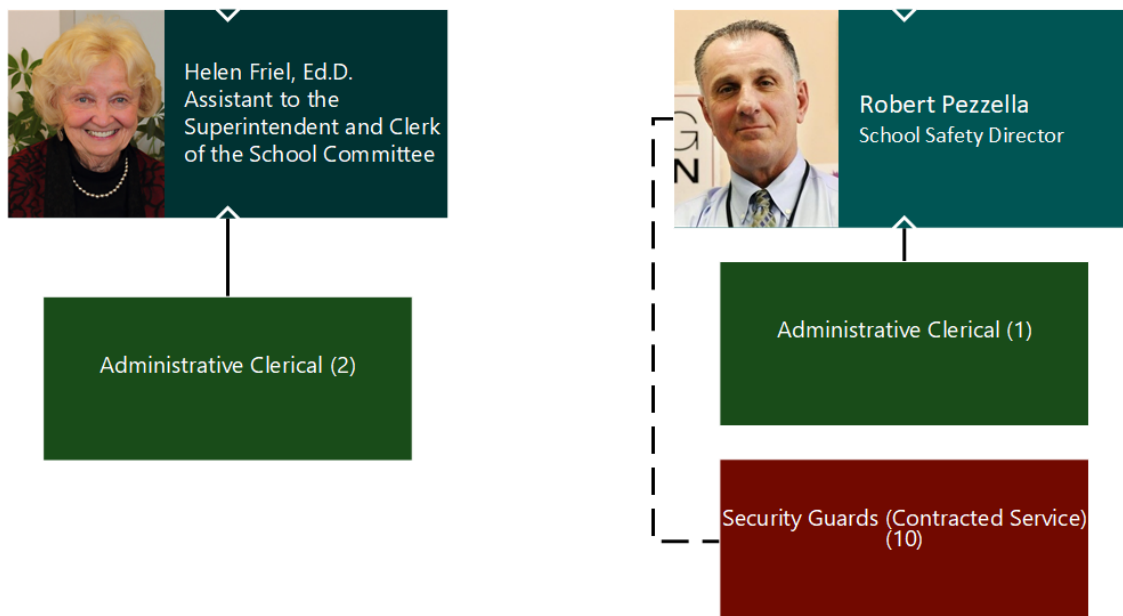 Helen Friel, Ed.D.
Assistant to the
Superintendent and Clerk
of the School Committee
Administrative Clerical (2)
G
N
Robert Pezzella
School Safety Director
Administrative Clerical (1)
Security Guards (Contracted Service)
(10)